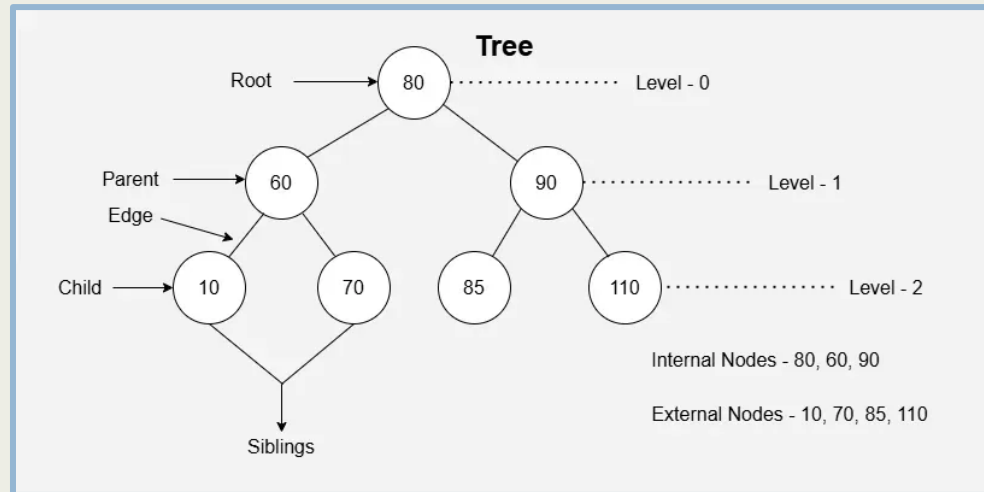 Tree
Root
80
Level - 0
Parent
60
90
Level - 1
Edge
Child
10
70
85
110
Level - 2
Internal Nodes - 80, 60, 90
External Nodes - 10, 70, 85, 110
Siblings